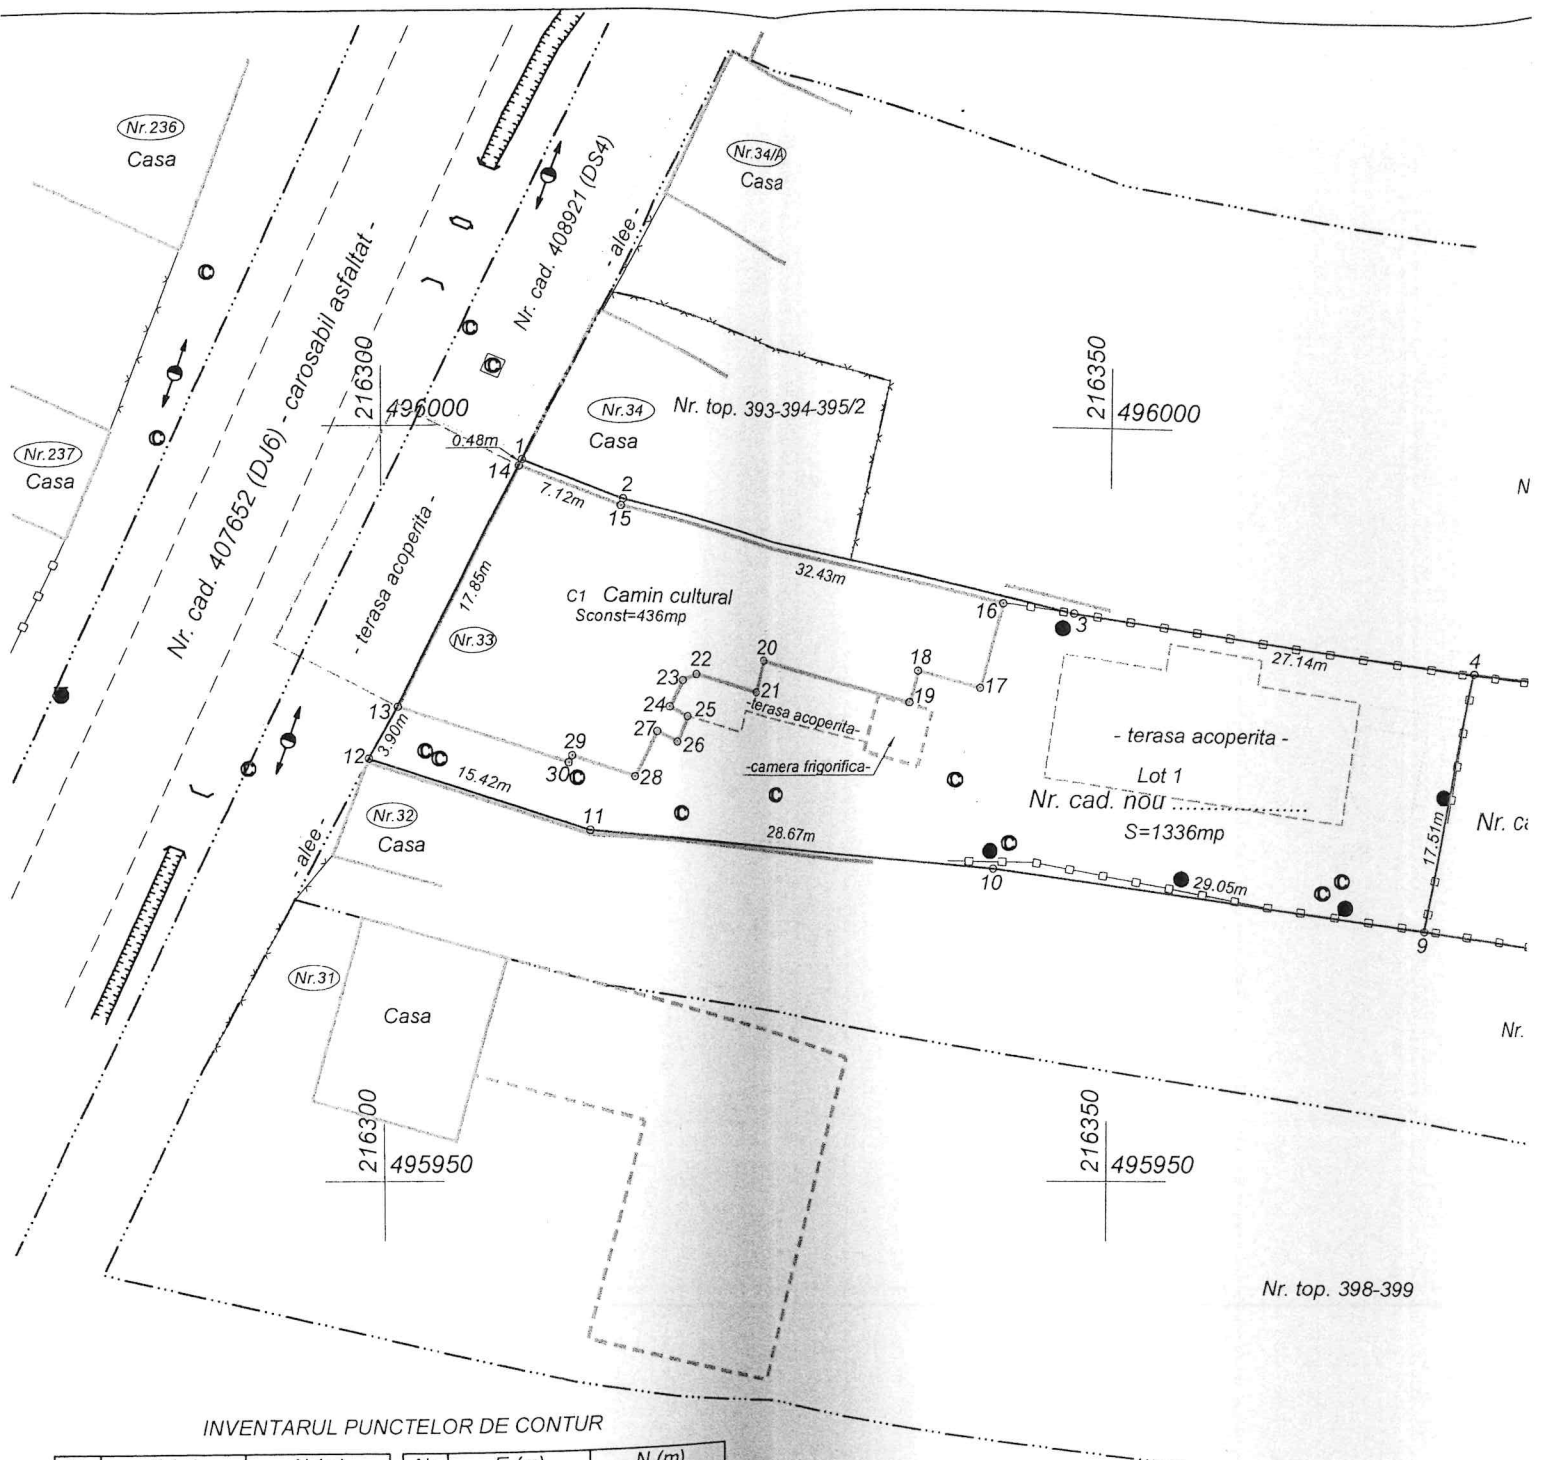 Nr.236
Casa
Nr.34/A
Casa
Nr. cad. 408921 (DS4)
- alee -
Nr. cad. 407652 (DJ6) - carosabil asfaltat -
216300
496000
216350
496000
Nr.34
Casa
Nr. top. 393-394-395/2
Nr.237
Casa
0.48m
1
14
7.12m
2
15
- terasa acoperita -
17.85m
32.43m
C1 Camin cultural
Sconst=436mp
Nr.33
16
3
27.14m
4
20
18
22
23
21
19
17
24
25
-terasa acoperita-
27
26
13
3.90m
12
29
30
28
-camera frigorifica-
- terasa acoperita -
Lot 1
Nr. cad. nou ....................
S=1336mp
15.42m
11
28.67m
10
29.05m
17.51m
9
Nr.32
Casa
- alee -
Nr.31
Casa
Nr.
216300
495950
216350
495950
Nr. top. 398-399
INVENTARUL PUNCTELOR DE CONTUR